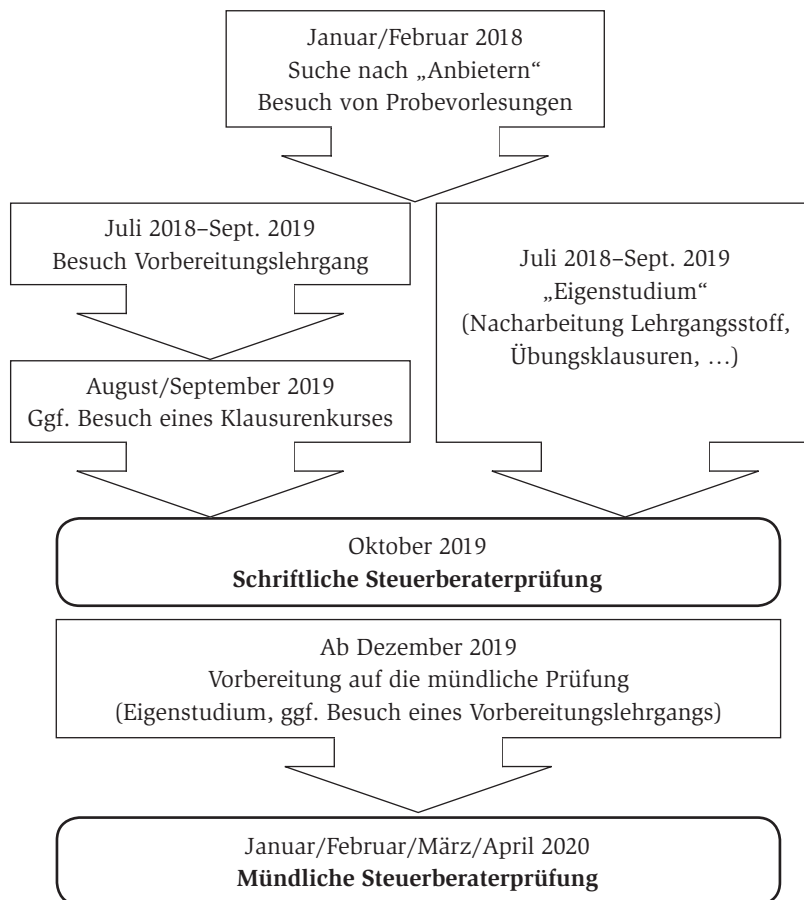 Januar/Februar 2018
Suche nach „Anbietern“
Besuch von Probevorlesungen
Juli 2018–Sept. 2019
Besuch Vorbereitungslehrgang
August/September 2019
Ggf. Besuch eines Klausurenkurses
Juli 2018–Sept. 2019
„Eigenstudium“
(Nacharbeitung Lehrgangsstoff,
Übungsklausuren, …)
Oktober 2019
Schriftliche Steuerberaterprüfung
Ab Dezember 2019
Vorbereitung auf die mündliche Prüfung
(Eigenstudium, ggf. Besuch eines Vorbereitungslehrgangs)
Januar/Februar/März/April 2020
Mündliche Steuerberaterprüfung